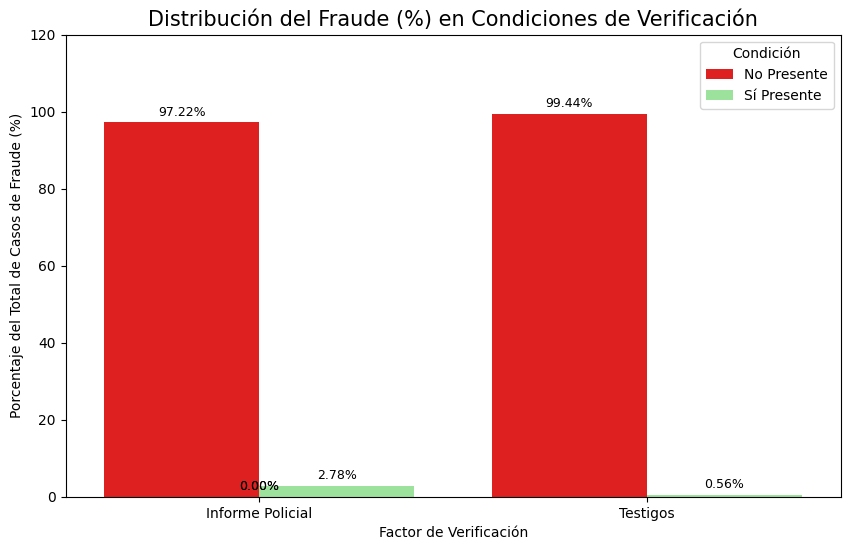 Distribución del Fraude (%) en Condiciones de Verificación
Porcentaje del Total de Casos de Fraude (%)
120
100
80
60
40
20
0
Condición
No Presente
Sí Presente
97.22%
99.44%
0.00%
2.78%
0.56%
Informe Policial
Testigos
Factor de Verificación